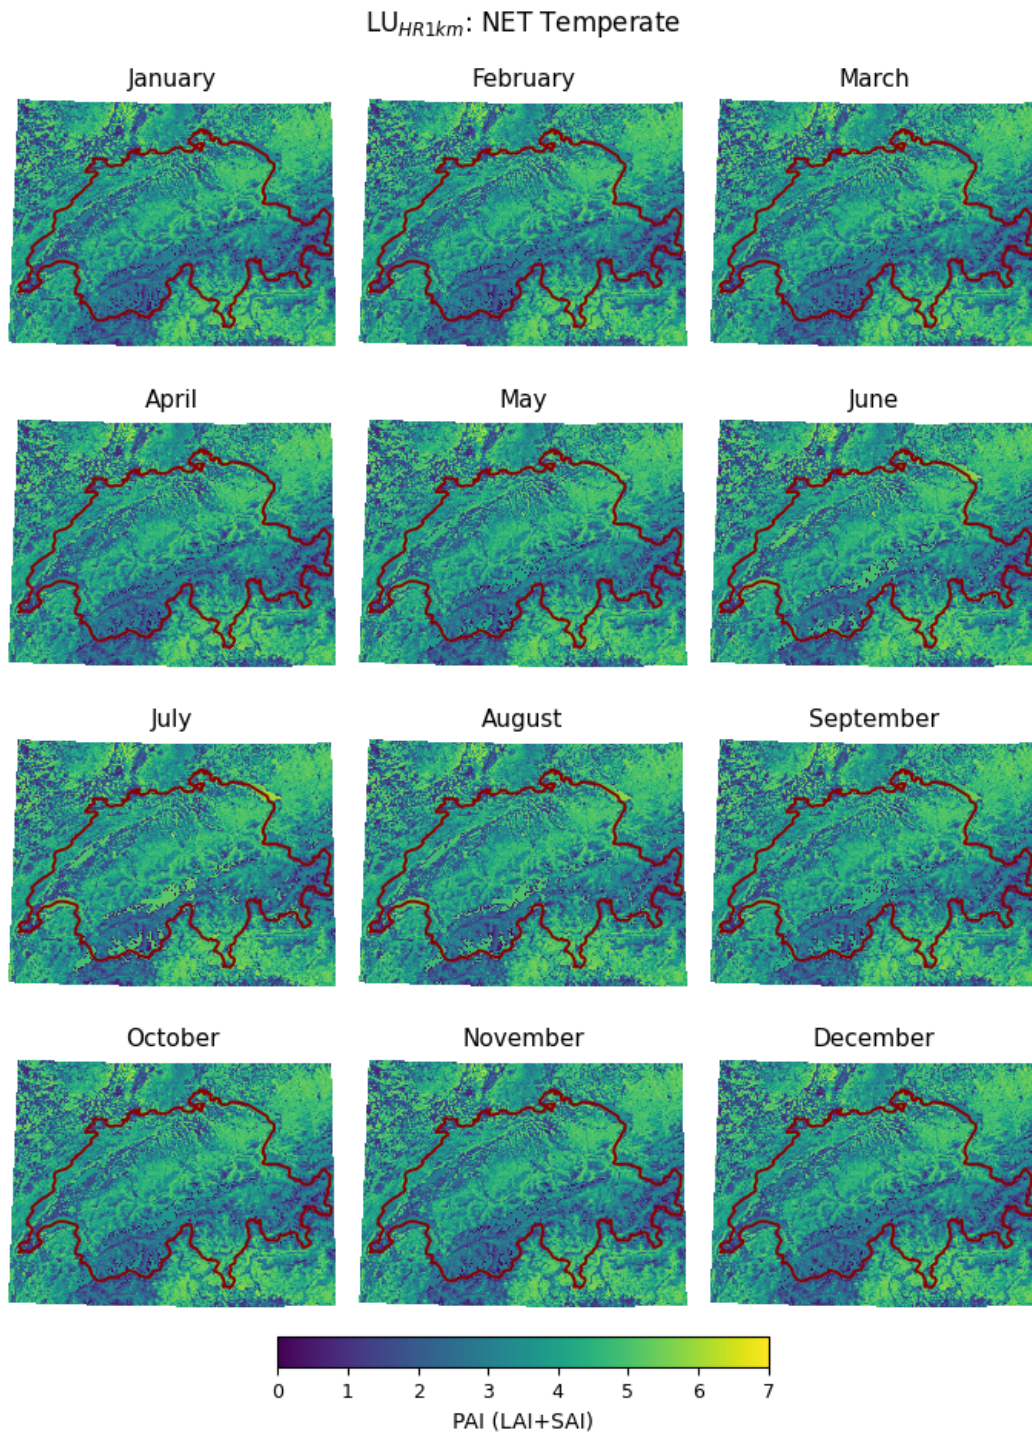 LU_{HR1km}: NET Temperate
January February March
April May June
July August September
October November December
0 1 2 3 4 5 6 7
PAI (LAI+SAI)